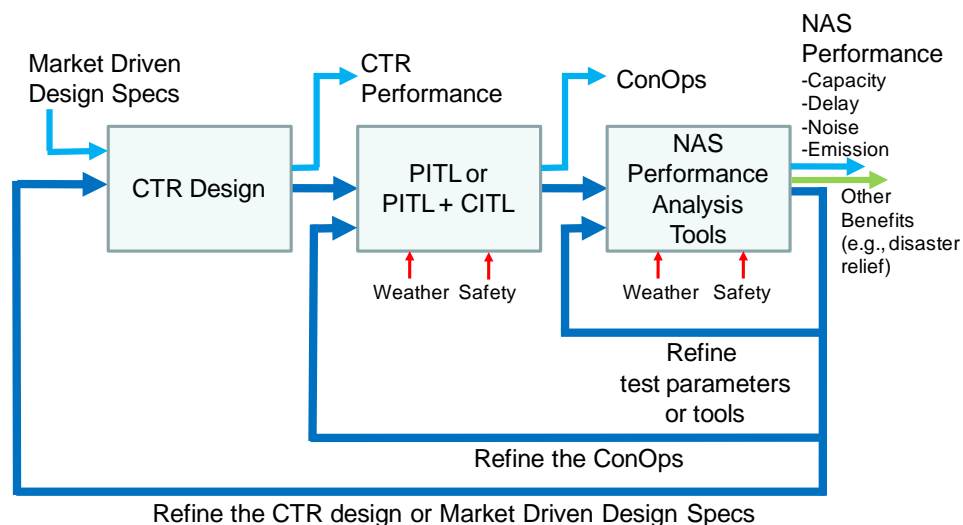 Market Driven
Design Specs
CTR
Performance
ConOps
NAS
Performance
-Capacity
-Delay
-Noise
-Emission
CTR Design
PITL or
PITL + CITL
NAS
Performance
Analysis
Tools
Other
Benefits
(e.g., disaster
relief)
Weather Safety
Weather Safety
Refine
test parameters
or tools
Refine the ConOps
Refine the CTR design or Market Driven Design Specs